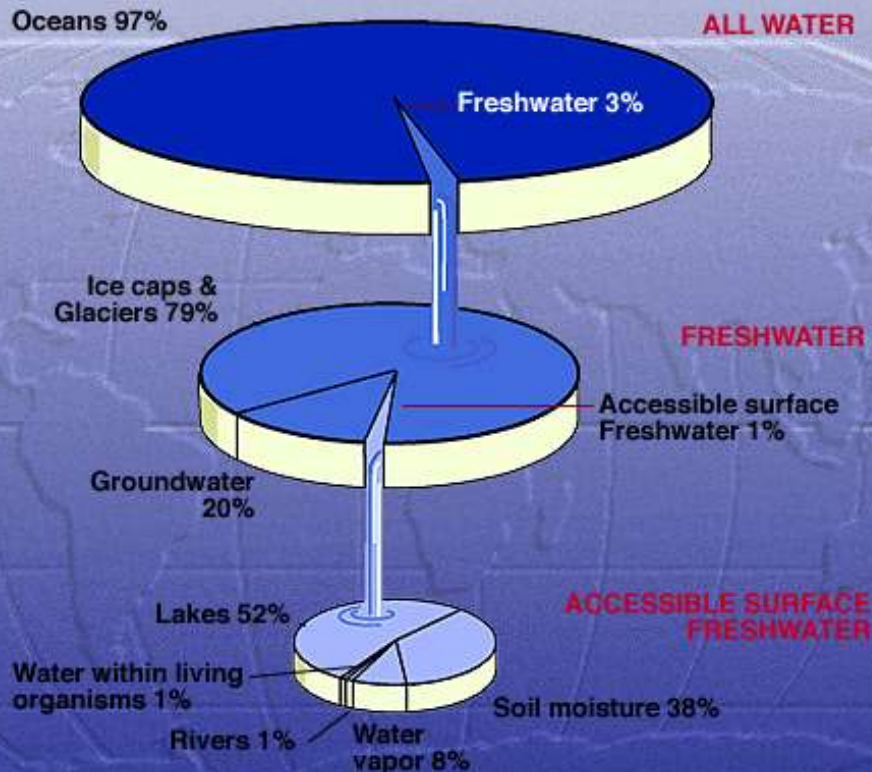 Oceans 97%
ALL WATER
Freshwater 3%
Ice caps &
Glaciers 79%
FRESHWATER
Accessible surface
Freshwater 1%
Groundwater
20%
ACCESSIBLE SURFACE
FRESHWATER
Lakes 52%
Water within living
organisms 1%
Rivers 1%
Water
vapor 8%
Soil moisture 38%